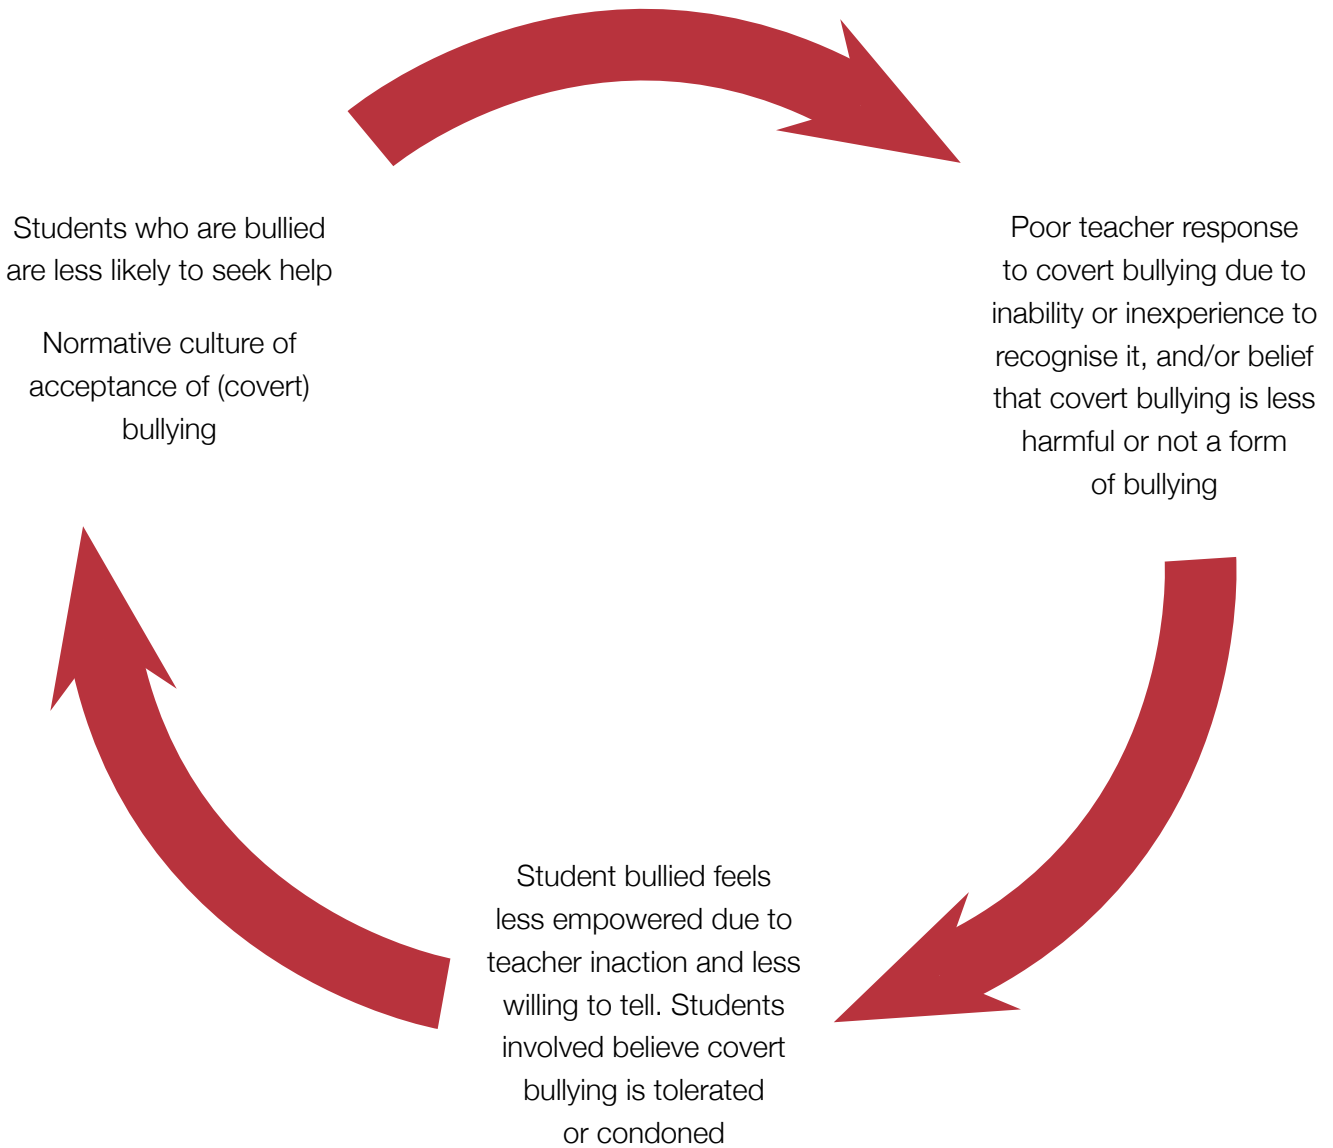 Students who are bullied
are less likely to seek help
Normative culture of
acceptance of (covert)
bullying
Poor teacher response
to covert bullying due to
inability or inexperience to
recognise it, and/or belief
that covert bullying is less
harmful or not a form
of bullying
Student bullied feels
less empowered due to
teacher inaction and less
willing to tell. Students
involved believe covert
bullying is tolerated
or condoned